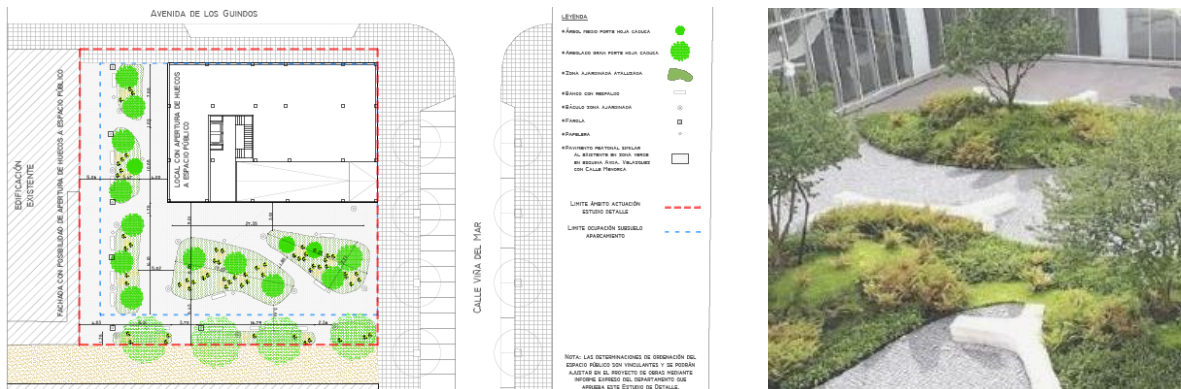 AVENIDA DE LOS GUINDOS
EDIFICACIÓN
EXISTENTE
FACHADA CON POSIBILIDAD DE APERTURA DE HUECOS A ESPACIO PÚBLICO
LOCAL CON APERTURA DE HUECOS
A ESPACIO PÚBLICO
CALLE VIÑA DEL MAR
LEYENDA
ÁRBOL MEDIO PORTE HOJA CADUCA
ARBOLADO GRAN PORTE HOJA CADUCA
ZONA AJARDINADA ATALUZADA
BANCO CON RESPALDO
BÁCULO ZONA AJARDINADA
FAROLA
PAPELERA
PAVIMENTO PEATONAL SIMILAR
AL EXISTENTE EN ZONA VERDE
EN ESQUINA AVDA. VELAZQUEZ
CON CALLE MENORCA
LIMITE ÁMBITO ACTUACIÓN
ESTUDIO DETALLE
LIMITE OCUPACIÓN SUBSUELO
APARCAMIENTO
NOTA: LAS DETERMINACIONES DE ORDENACIÓN DEL
ESPACIO PÚBLICO SON VINCULANTES Y SE PODRÁN
AJUSTAR EN EL PROYECTO DE OBRAS MEDIANTE
INFORME EXPRESO DEL DEPARTAMENTO QUE
APRUEBA ESTE ESTUDIO DE DETALLE.